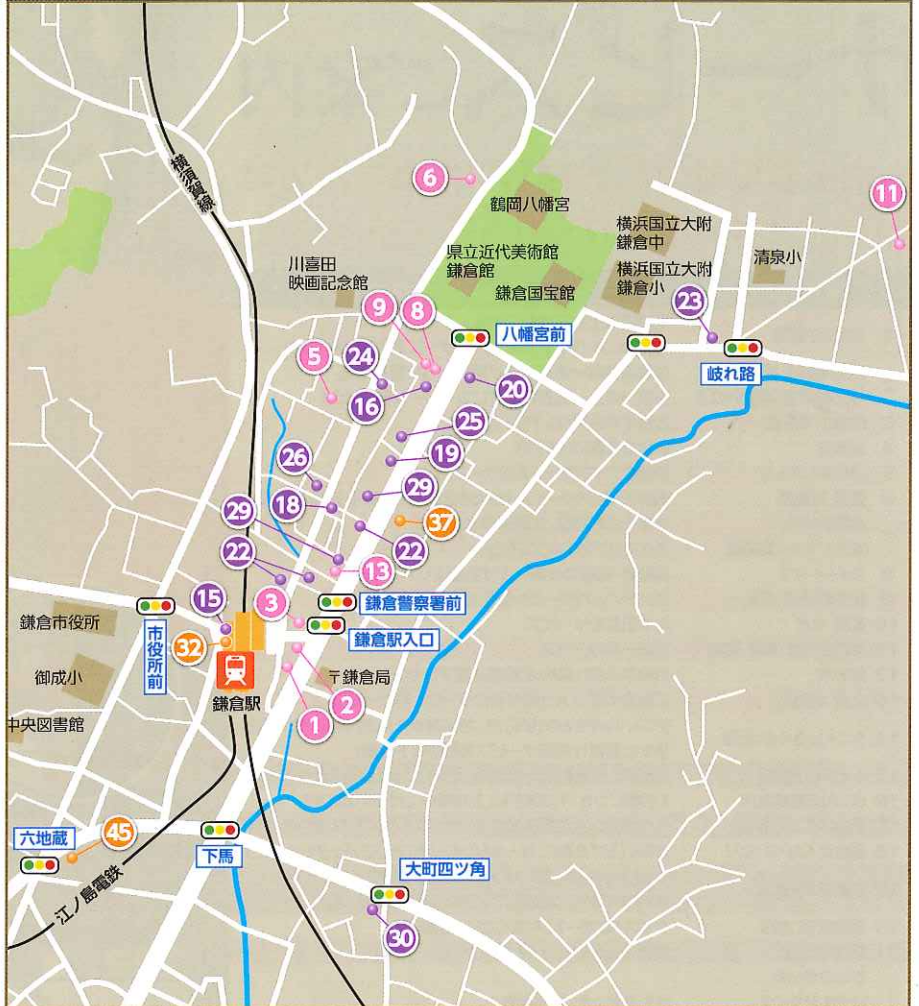 横須賀線
6
鶴岡八幡宮
11
横浜国立大附
鎌倉中
県立近代美術館
鎌倉館
清泉小
川喜田
映画記念館
横浜国立大附
鎌倉小
鎌倉国宝館
23
9
8
八幡宮前
5
24
岐れ路
16
20
25
19
26
29
18
37
29
22
22
13
3
鎌倉警察署前
15
鎌倉市役所
鎌倉駅入口
市役所前
32
御成小
〒鎌倉局
鎌倉駅
2
中央図書館
1
六地蔵
45
下馬
大町四ツ角
江ノ島電鉄
30